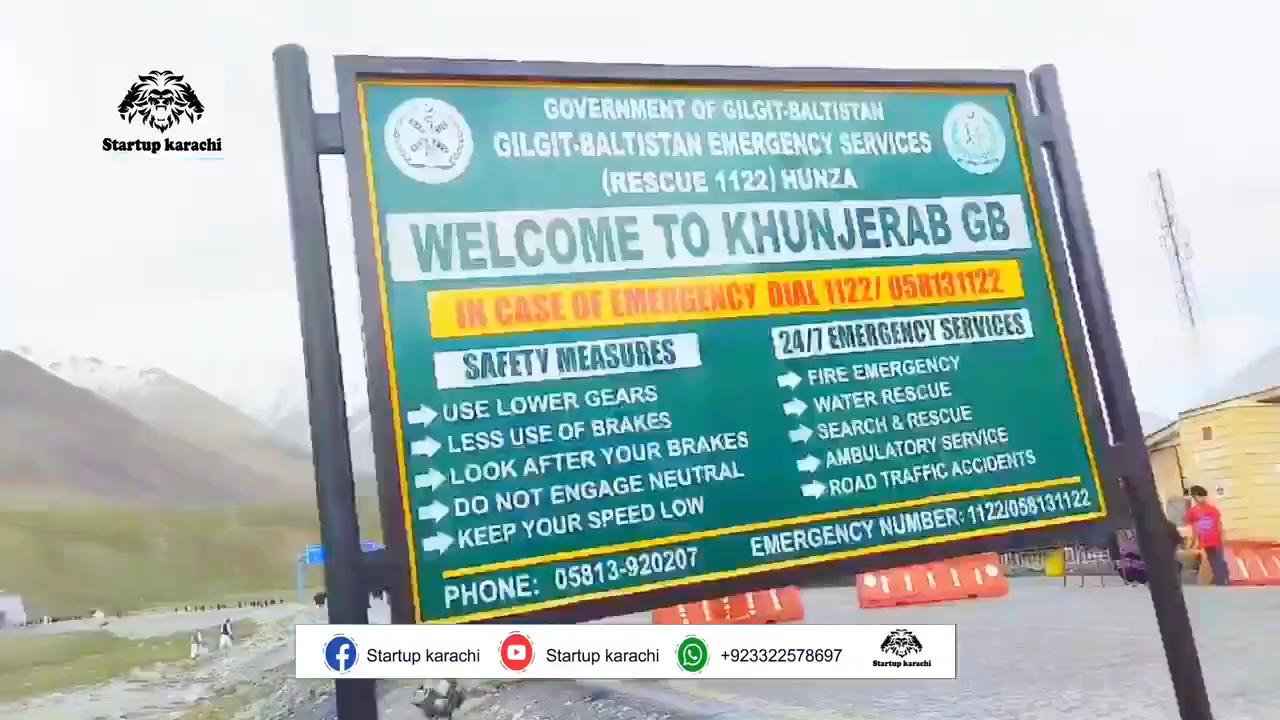 Startup karachi
GOVERNMENT OF GILGIT-BALTISTAN
GILGIT-BALTISTAN EMERGENCY SERVICES
(RESCUE 1122) HUNZA
WELCOME TO KHUNJERAB GB
IN CASE OF EMERGENCY DIAL 1122/ 058131122
SAFETY MEASURES
USE LOWER GEARS
LESS USE OF BRAKES
LOOK AFTER YOUR BRAKES
DO NOT ENGAGE NEUTRAL
KEEP YOUR SPEED LOW
24/7 EMERGENCY SERVICES
FIRE EMERGENCY
WATER RESCUE
SEARCH & RESCUE
AMBULATORY SERVICE
ROAD TRAFFIC ACCIDENTS
PHONE: 05813-920207
EMERGENCY NUMBER: 1122/058131122
Startup karachi
Startup karachi
+923322578697
Startup karachi